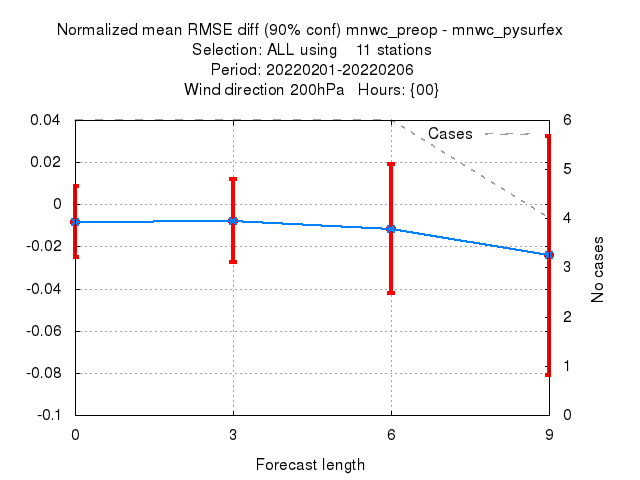 Normalized mean RMSE diff (90% conf) mnwc_preop - mnwc_pysurfex
Selection: ALL using    11 stations
Period: 20220201-20220206
Wind direction 200hPa   Hours: {00}
Cases
0.04
0.02
0
-0.02
-0.04
-0.06
-0.08
-0.1
6
5
4
3
2
1
0
No cases
0 3 6 9
Forecast length